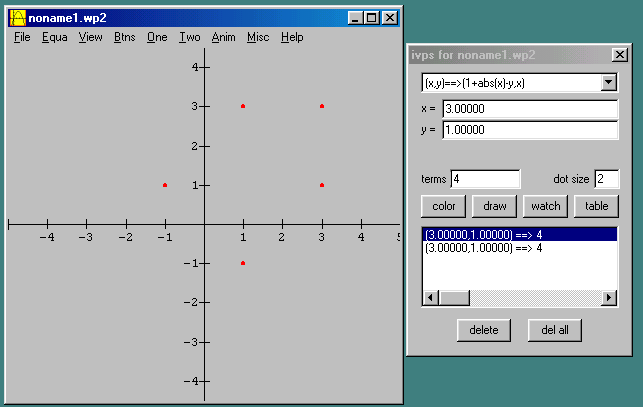 noname1.wp2
File Equa View Btns One Two Anim Misc Help
4
3
2
1
-4 -3 -2 -1 1 2 3 4 5
-1
-2
-3
-4
ivps for noname1.wp2
(x,y)==>(1+abs(x)-y,x)
x = 3.00000
y = 1.00000
terms 4 dot size 2
color draw watch table
(3.00000,1.00000) ==> 4
(3.00000,1.00000) ==> 4
delete del all